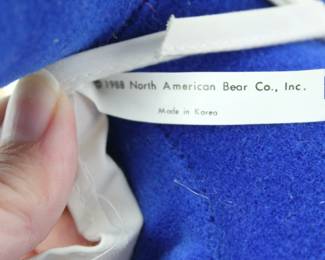 ©1988 North American Bear Co., Inc.
Made in Korea